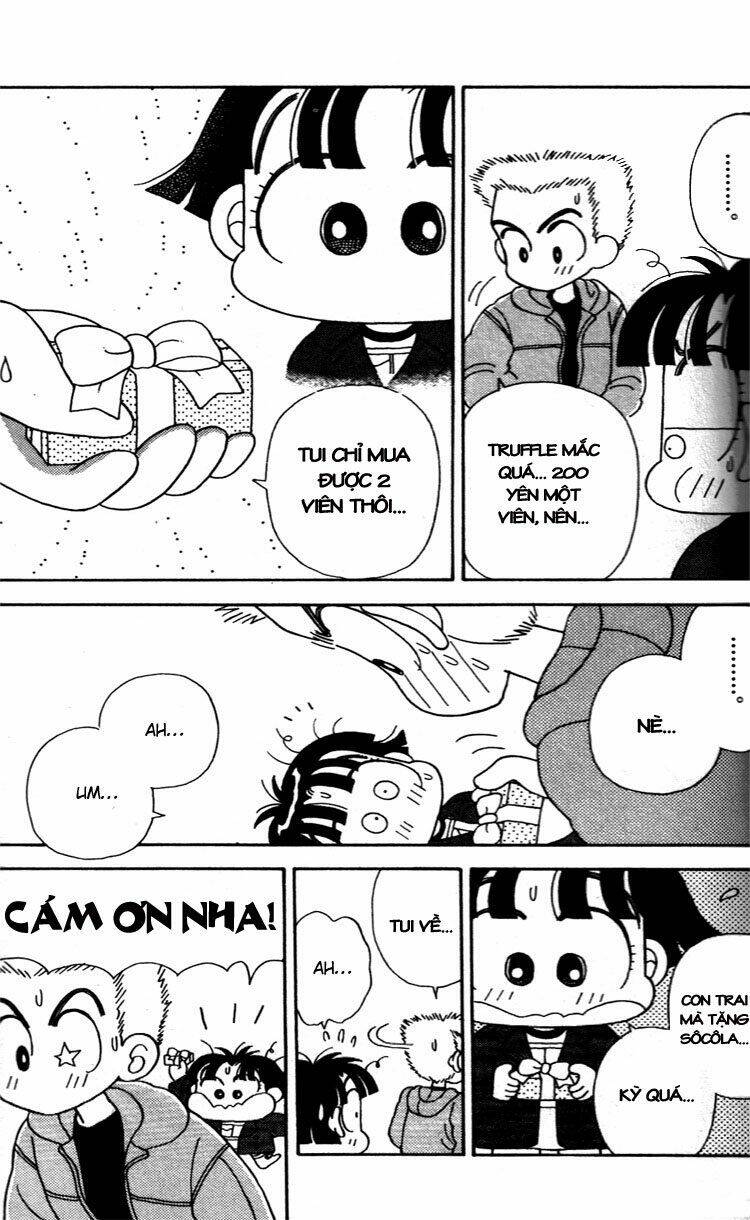 ......。
TRUFFLE MẮC
QUÁ... 200
YÊN MỘT
VIÊN, NÊN...
TUI CHỈ MUA
ĐƯỢC 2
VIÊN THÔI...
......。
NÈ...
AH...
UM...
CON TRAI
MÀ TẶNG
SÔCÔLA...
KỲ QUÁ...
TUI VỀ...
AH...
CÁM ƠN NHA!